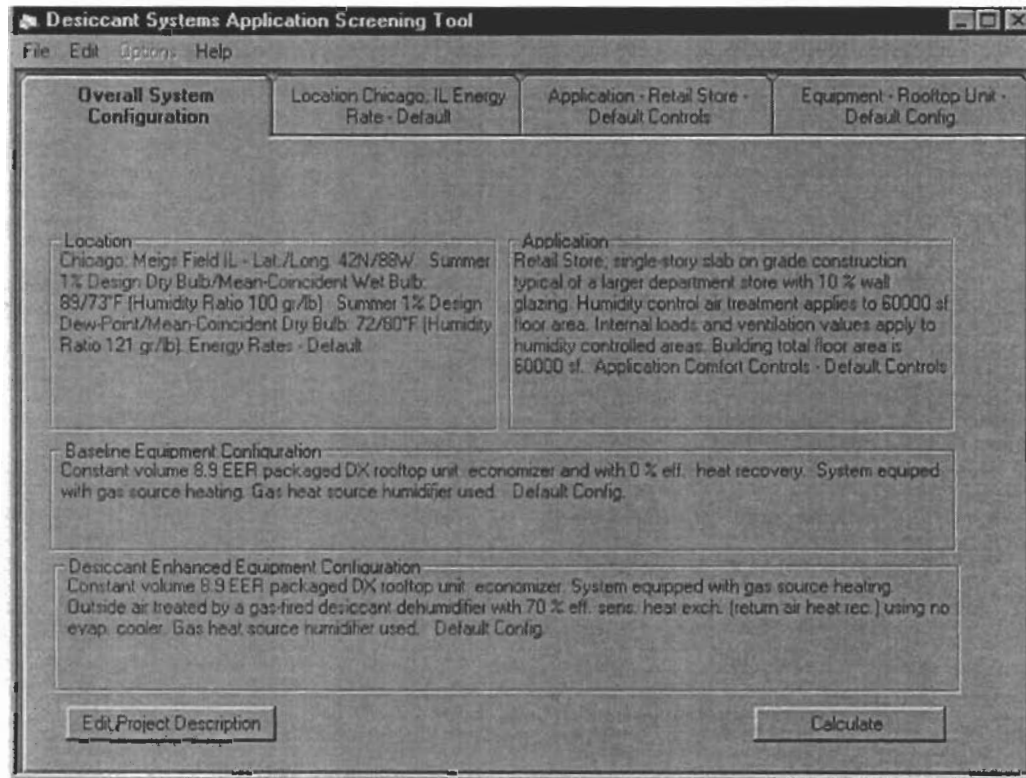 Desiccant Systems Application Screening Tool
File Edit Options Help
Overall System
Configuration
Location Chicago, IL Energy
Rate - Default
Application - Retail Store -
Default Controls
Equipment - Rooftop Unit -
Default Config.
Location
Chicago: Meigs Field IL - Lat./Long. 42N/88W. Summer
1% Design Dry Bulb/Mean-Coincident Wet Bulb:
89/73°F (Humidity Ratio 100 gr/lb) Summer 1% Design
Dew-Point/Mean-Coincident Dry Bulb: 72/80°F (Humidity
Ratio 121 gr/lb). Energy Rates - Default
Application
Retail Store, single-story slab on grade construction
typical of a larger department store with 10 % wall
glazing. Humidity control air treatment applies to 60000 sf
floor area. Internal loads and ventilation values apply to
humidity controlled areas. Building total floor area is
60000 sf. Application Comfort Controls - Default Controls
Baseline Equipment Configuration
Constant volume 8.9 EER packaged DX rooftop unit economizer and with 0 % eff. heat recovery. System equiped
with gas source heating. Gas heat source humidifier used. Default Config.
Desiccant Enhanced Equipment Configuration
Constant volume 8.9 EER packaged DX rooftop unit economizer. System equipped with gas source heating.
Outside air treated by a gas-fired desiccant dehumidifier with 70 % eff. sens. heat exch. (return air heat rec.) using no
evap. cooler. Gas heat source humidifier used. Default Config.
Edit Project Description
Calculate